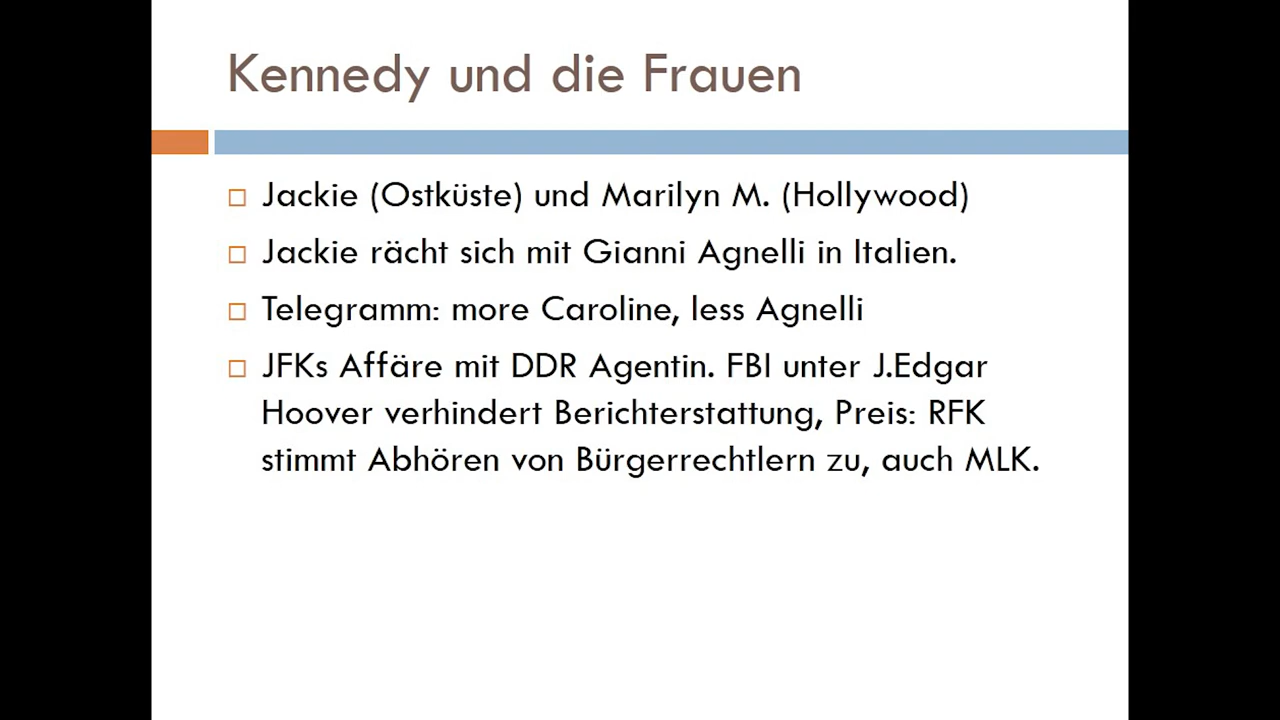 Kennedy und die Frauen
Jackie (Ostküste) und Marilyn M. (Hollywood)
Jackie rächt sich mit Gianni Agnelli in Italien.
Telegramm: more Caroline, less Agnelli
JFKs Affäre mit DDR Agentin. FBI unter J.Edgar
Hoover verhindert Berichterstattung, Preis: RFK
stimmt Abhören von Bürgerrechtlern zu, auch MLK.